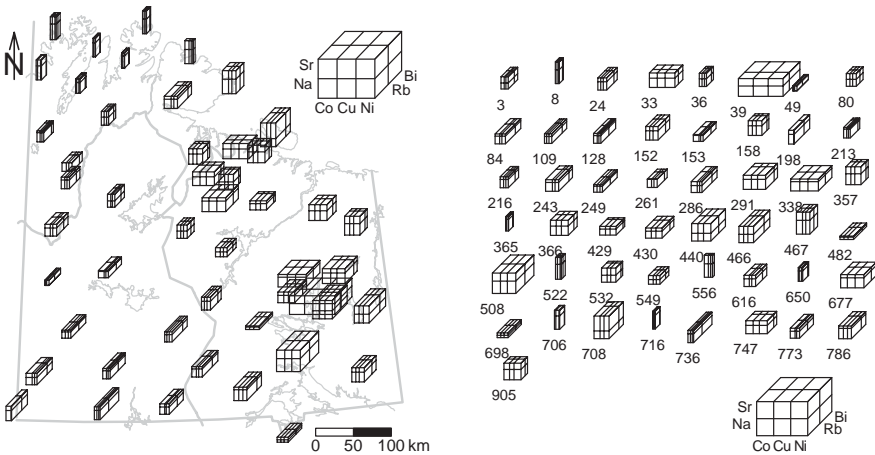 N
Sr
Na
Bi
Rb
Co Cu Ni
0 50 100 km
3 8 24 33 36 39 49 80
84 109 128 152 153 158 198 213
216 243 249 261 286 291 338 357
365 366 429 430 440 466 467 482
508 522 532 549 556 616 650 677
698 706 708 716 736 747 773 786
905
Sr
Na
Bi
Rb
Co Cu Ni